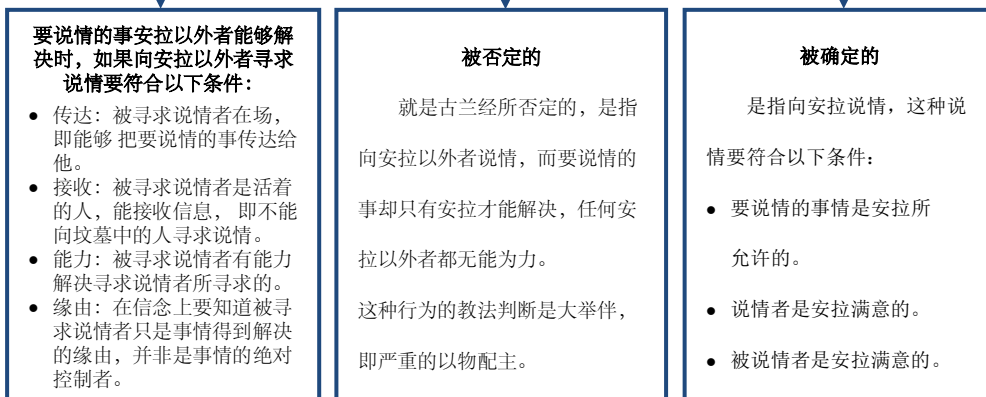 要说情的事安拉以外者能够解
决时，如果向安拉以外者寻求
说情要符合以下条件：
● 传达：被寻求说情者在场，
即能够 把要说情的事传达给
他。
● 接收：被寻求说情者是活着
的人，能接收信息， 即不能
向坟墓中的人寻求说情。
● 能力：被寻求说情者有能力
解决寻求说情者所寻求的。
● 缘由：在信念上要知道被寻
求说情者只是事情得到解决
的缘由，并非是事情的绝对
控制者。
被否定的
就是古兰经所否定的，是指
向安拉以外者说情，而要说情的
事却只有安拉才能解决，任何安
拉以外者都无能为力。
这种行为的教法判断是大举伴，
即严重的以物配主。
被确定的
是指向安拉说情，这种说
情要符合以下条件：
● 要说情的事情是安拉所
允许的。
● 说情者是安拉满意的。
● 被说情者是安拉满意的。